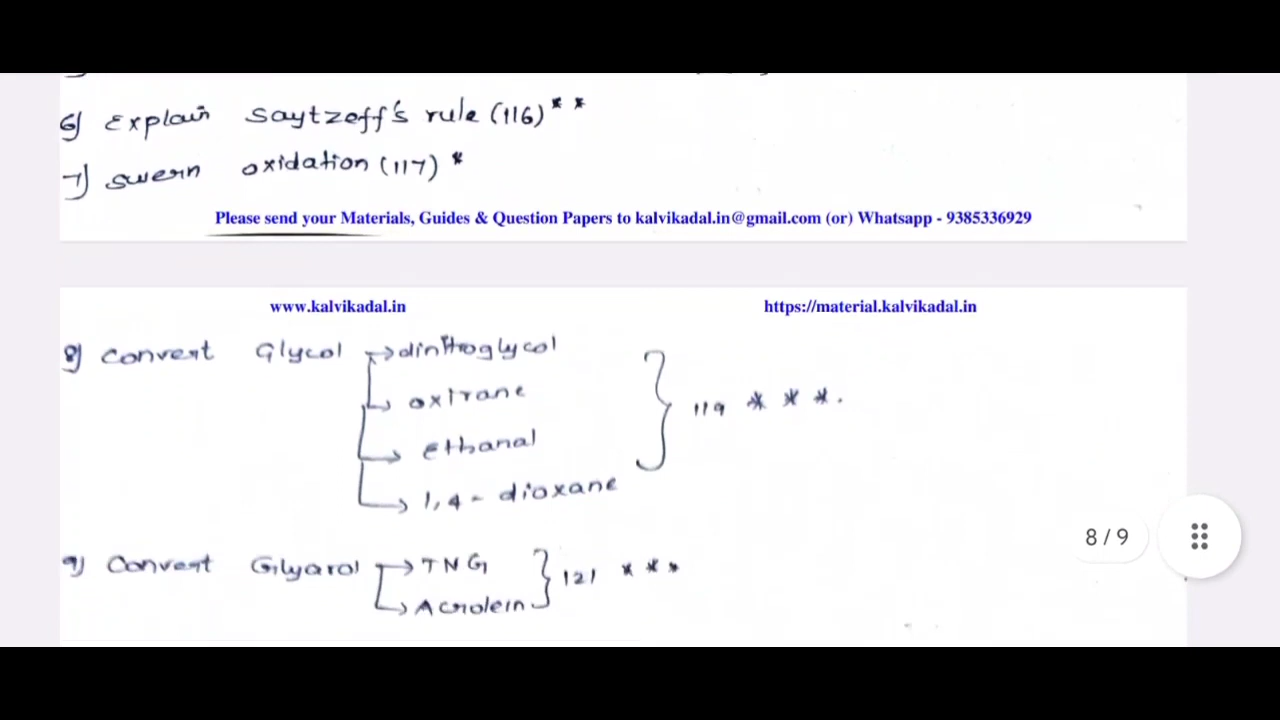 6) Explain Saytzeff's rule (116) * *
7) Swern oxidation (117) *
Please send your Materials, Guides & Question Papers to kalvikadal.in@gmail.com (or) Whatsapp - 9385336929
www.kalvikadal.in https://material.kalvikadal.in
8) Convert Glycol → dinitroglycol
→ oxirane
→ Ethanal
→ 1,4 - dioxane
} 119 * * * .
9) Convert Glyarol → TNG
→ Acrolein
} 121 * * *
8 / 9